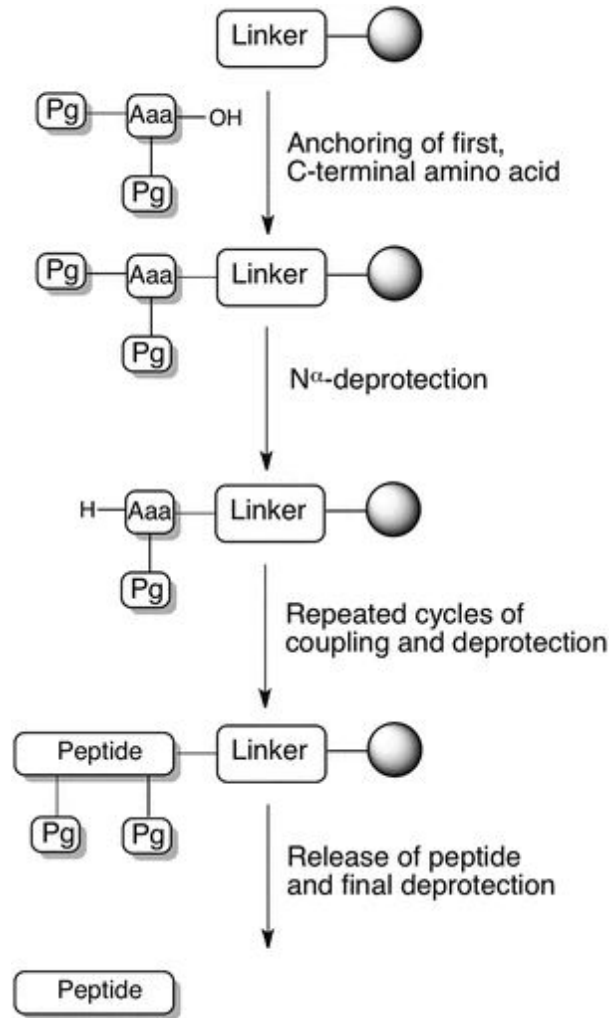 Linker
Pg
Aaa
OH
Pg
Anchoring of first,
C-terminal amino acid
Pg
Aaa
Linker
Pg
Nα-deprotection
H
Aaa
Linker
Pg
Repeated cycles of
coupling and deprotection
Peptide
Linker
Pg
Pg
Release of peptide
and final deprotection
Peptide